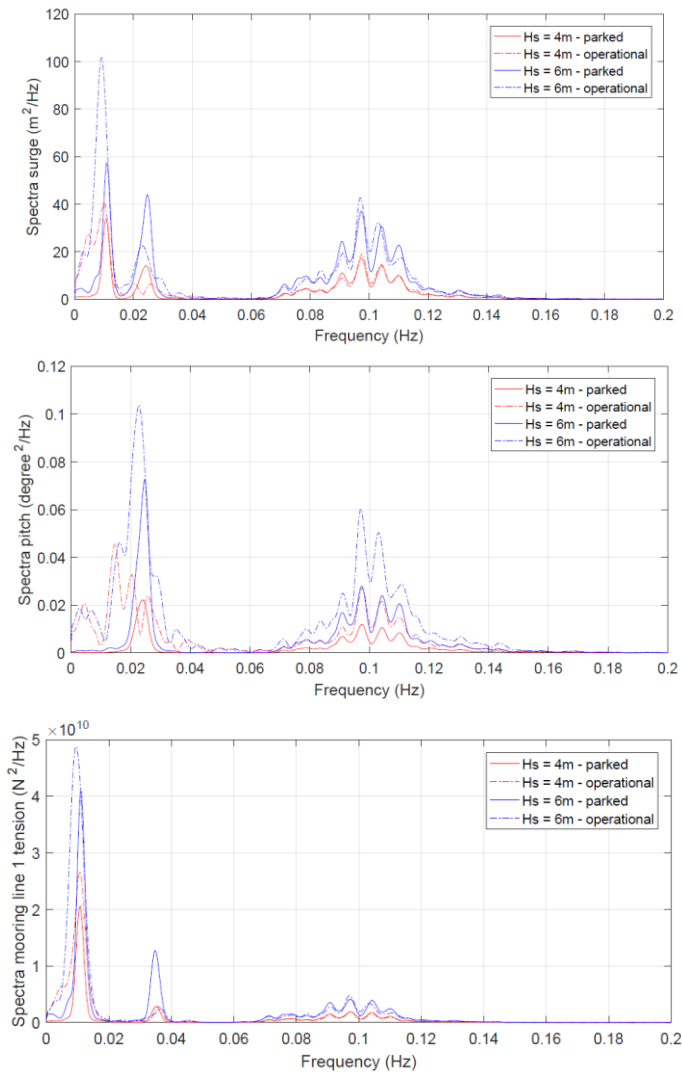 120
100
80
60
40
20
0
Spectra surge (m²/Hz)
Hs = 4m - parked
Hs = 4m - operational
Hs = 6m - parked
Hs = 6m - operational
0 0.02 0.04 0.06 0.08 0.1 0.12 0.14 0.16 0.18 0.2
Frequency (Hz)
0.12
0.1
0.08
0.06
0.04
0.02
0
Spectra pitch (degree²/Hz)
Hs = 4m - parked
Hs = 4m - operational
Hs = 6m - parked
Hs = 6m - operational
0 0.02 0.04 0.06 0.08 0.1 0.12 0.14 0.16 0.18 0.2
Frequency (Hz)
×10¹⁰
5
4
3
2
1
0
Spectra mooring line 1 tension (N²/Hz)
Hs = 4m - parked
Hs = 4m - operational
Hs = 6m - parked
Hs = 6m - operational
0 0.02 0.04 0.06 0.08 0.1 0.12 0.14 0.16 0.18 0.2
Frequency (Hz)